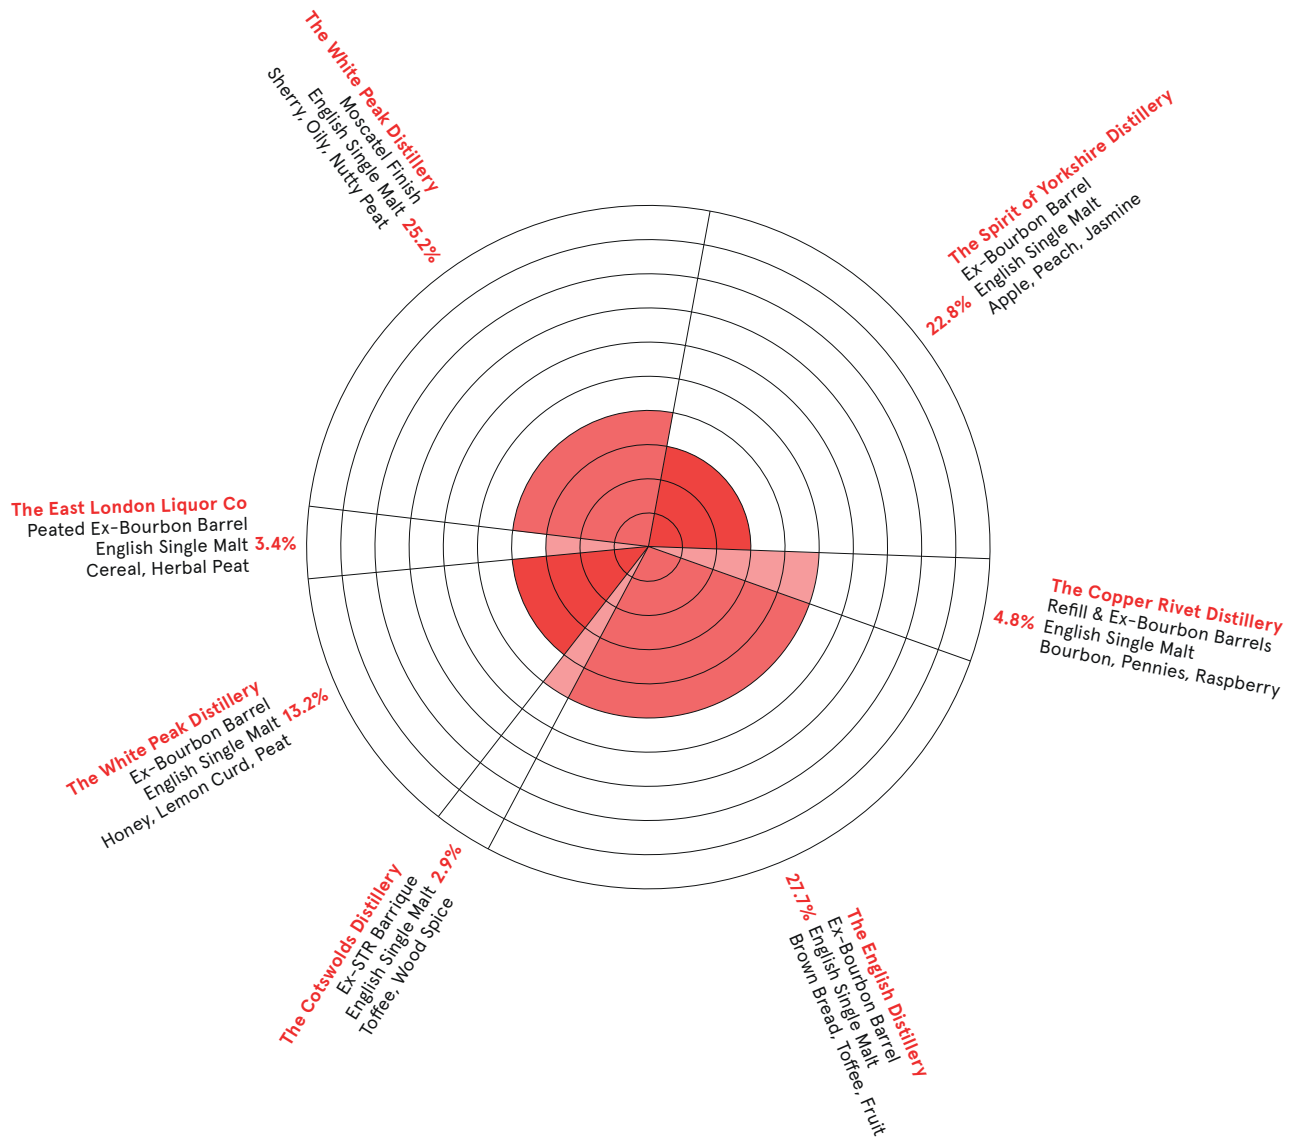 The White Peak Distillery
Moscatel Finish
English Single Malt 25.2%
Sherry, Oily, Nutty Peat
The Spirit of Yorkshire Distillery
Ex-Bourbon Barrel
22.8% English Single Malt
Apple, Peach, Jasmine
The East London Liquor Co
Peated Ex-Bourbon Barrel
English Single Malt 3.4%
Cereal, Herbal Peat
The Copper Rivet Distillery
Refill & Ex-Bourbon Barrels
4.8% English Single Malt
Bourbon, Pennies, Raspberry
The White Peak Distillery
Ex-Bourbon Barrel
English Single Malt 13.2%
Honey, Lemon Curd, Peat
The Cotswolds Distillery
Ex-STR Barrique
English Single Malt 2.9%
Toffee, Wood Spice
The English Distillery
Ex-Bourbon Barrel
27.7% English Single Malt
Brown Bread, Toffee, Fruit